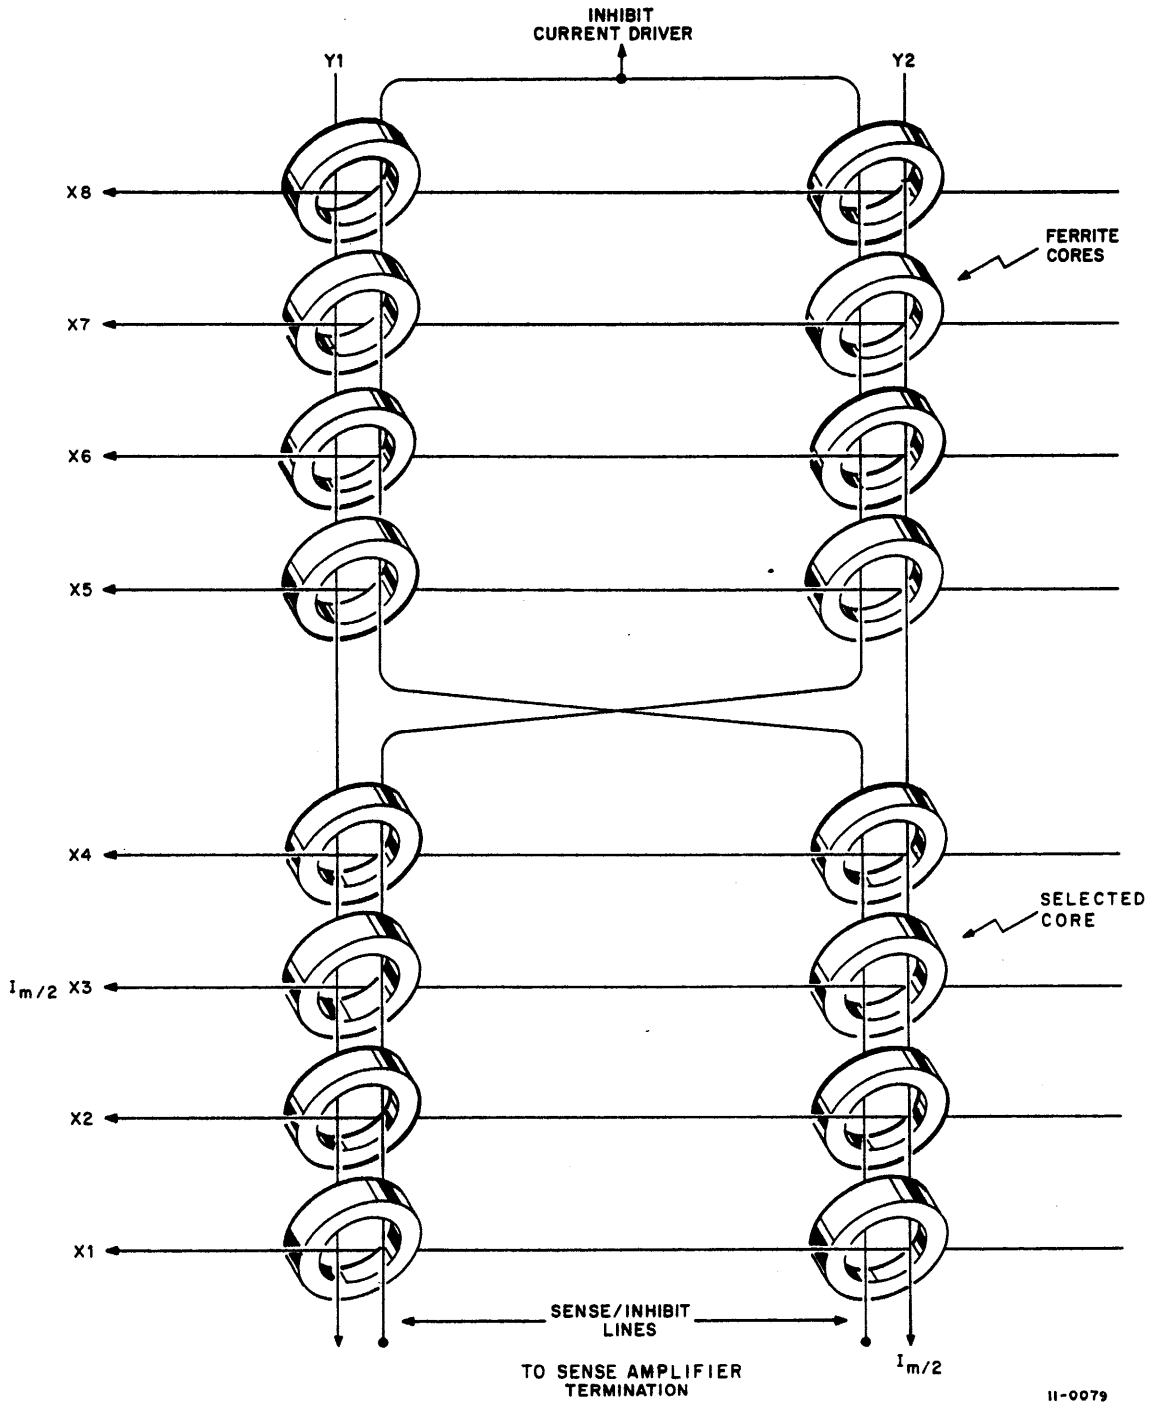 INHIBIT
CURRENT DRIVER
Y1
Y2
X8
FERRITE
CORES
X7
X6
X5
X4
SELECTED
CORE
Im/2 X3
X2
X1
SENSE/INHIBIT
LINES
Im/2
TO SENSE AMPLIFIER
TERMINATION
11-0079